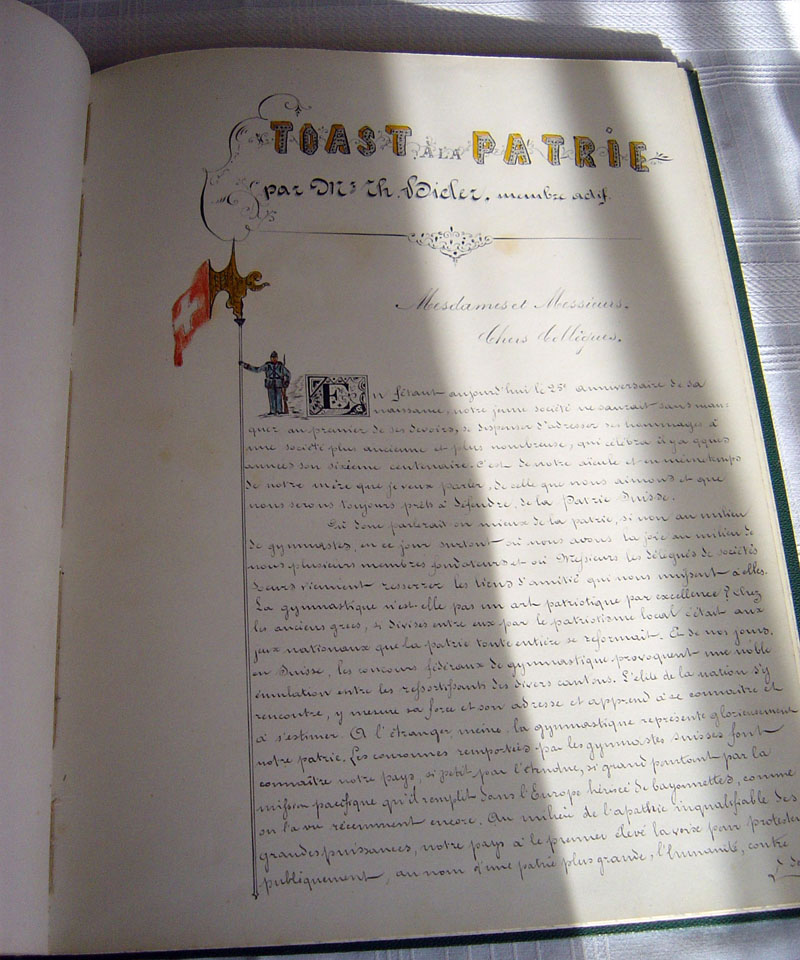 TOAST À LA PATRIE
par Mr Th. Bieler, membre actif.
Mesdames et Messieurs.
Chers Collègues.
En fêtant aujourd'hui le 25e anniversaire de sa
naissance, notre jeune société ne saurait sans man-
quer au premier de ses devoirs, se dispenser d'adresser ses hommages à
une société plus ancienne et plus nombreuse, qui célébra il y a qques
années son sixième centenaire. C'est de notre aïeule et en même temps
de notre mère que je veux parler, de celle que nous aimons et que
nous serons toujours prêts à défendre, de la Patrie Suisse.
Où donc parlerait on mieux de la patrie, si non au milieu
de gymnastes, en ce jour surtout où nous avons la joie au milieu de
nous plusieurs membres fondateurs et où Messieurs les délégués de sociétés
sœurs viennent resserrer les liens d'amitié qui nous unissent à elles.
La gymnastique n'est-elle pas un art patriotique par excellence? Chez
les anciens grecs, si divisés entre eux par le patriotisme local c'était aux
jeux nationaux que la patrie toute entière se reformait. Et de nos jours,
en Suisse, les concours fédéraux de gymnastique provoquent une noble
émulation entre les ressortissants des divers cantons. L'élite de la nation s'y
rencontre, y mesure sa force et son adresse et apprend à se connaître et
à s'estimer. A l'étranger, meine, la gymnastique représente glorieusement
notre patrie. Les couronnes remportées par les gymnastes suisses font
connaître notre pays, si petit par l'étendue, si grand pourtant par la
mission pacifique qu'il remplit dans l'Europe hérissée de bayonnettes, comme
on l'a vu récemment encore. Au milieu de l'apathie inqualifiable des
grandes puissances, notre pays a le premier élevé la voix pour protester
publiquement, au nom d'une patrie plus grande, l'humanité, contre